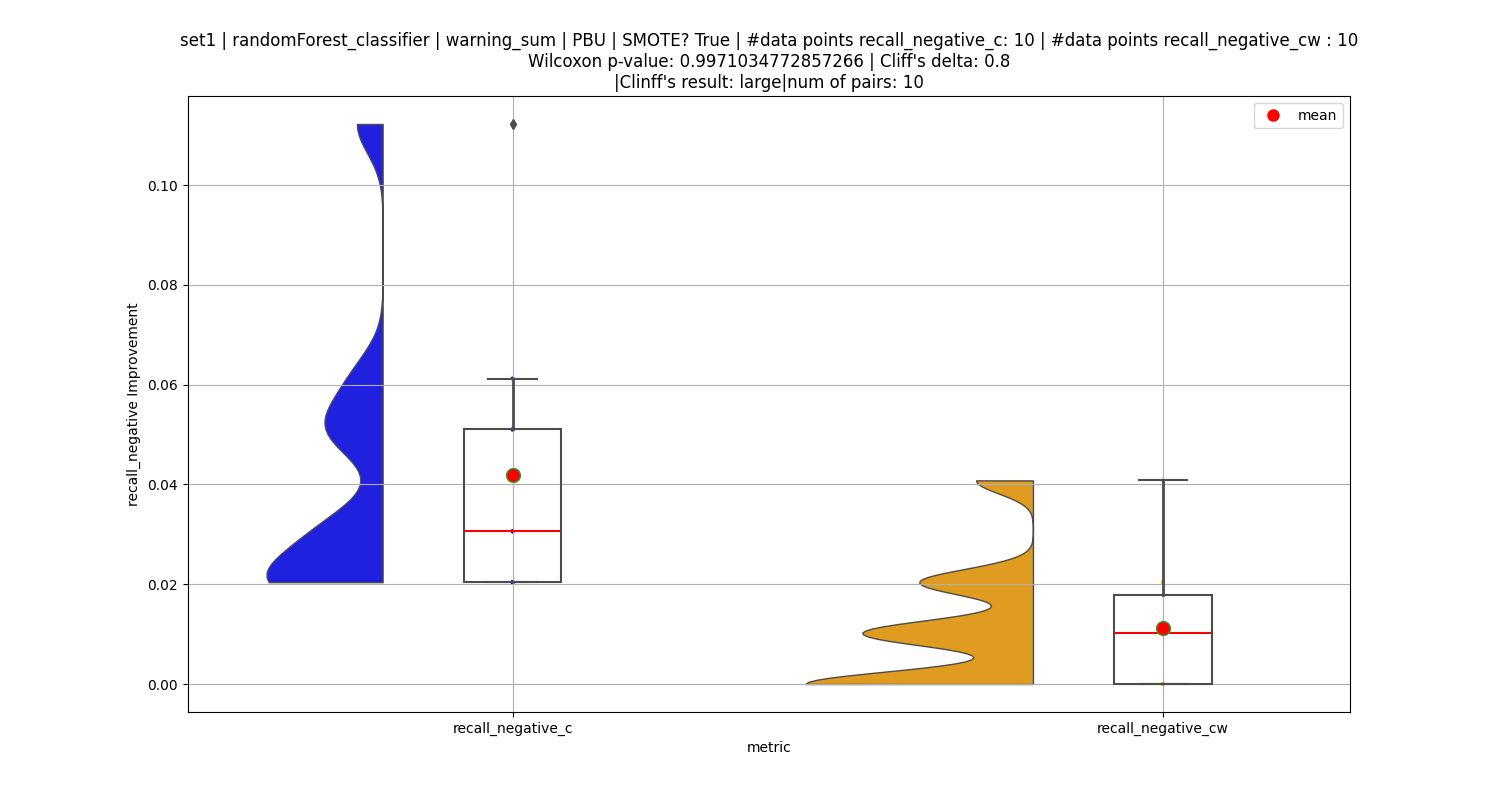 set1 | randomForest_classifier | warning_sum | PBU | SMOTE? True | #data points recall_negative_c: 10 | #data points recall_negative_cw : 10
Wilcoxon p-value: 0.9971034772857266 | Cliff's delta: 0.8
|Clinff's result: large|num of pairs: 10
mean
0.10
0.08
0.06
0.04
0.02
0.00
recall_negative Improvement
recall_negative_c
recall_negative_cw
metric